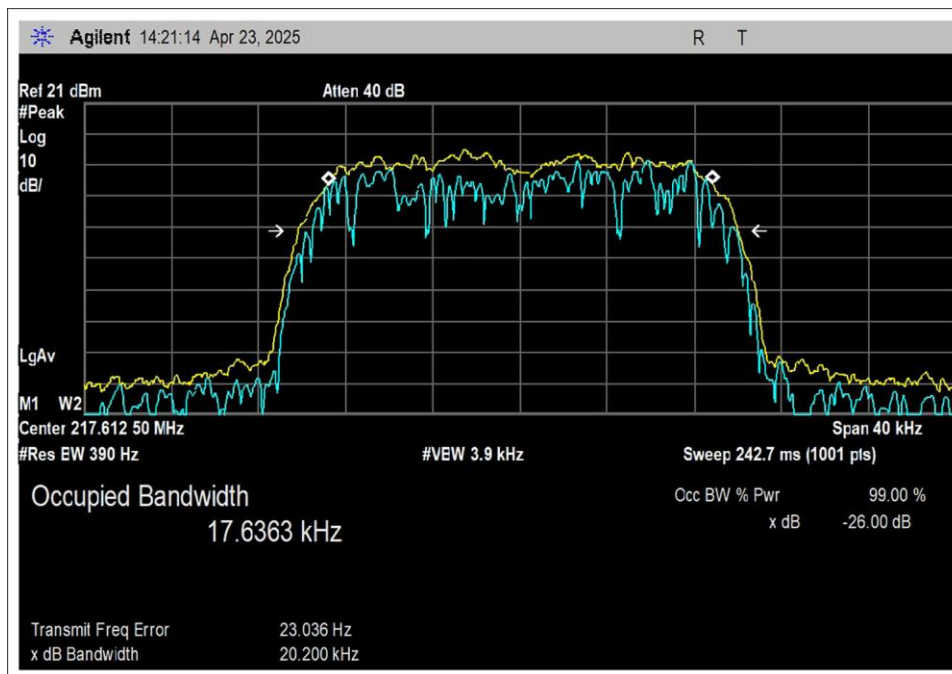 Agilent 14:21:14 Apr 23, 2025 R T
Ref 21 dBm Atten 40 dB
#Peak
Log
10
dB/
LgAv
M1 W2
Center 217.612 50 MHz Span 40 kHz
#Res BW 390 Hz #VBW 3.9 kHz Sweep 242.7 ms (1001 pts)
Occupied Bandwidth Occ BW % Pwr 99.00 %
17.6363 kHz x dB -26.00 dB
Transmit Freq Error 23.036 Hz
x dB Bandwidth 20.200 kHz